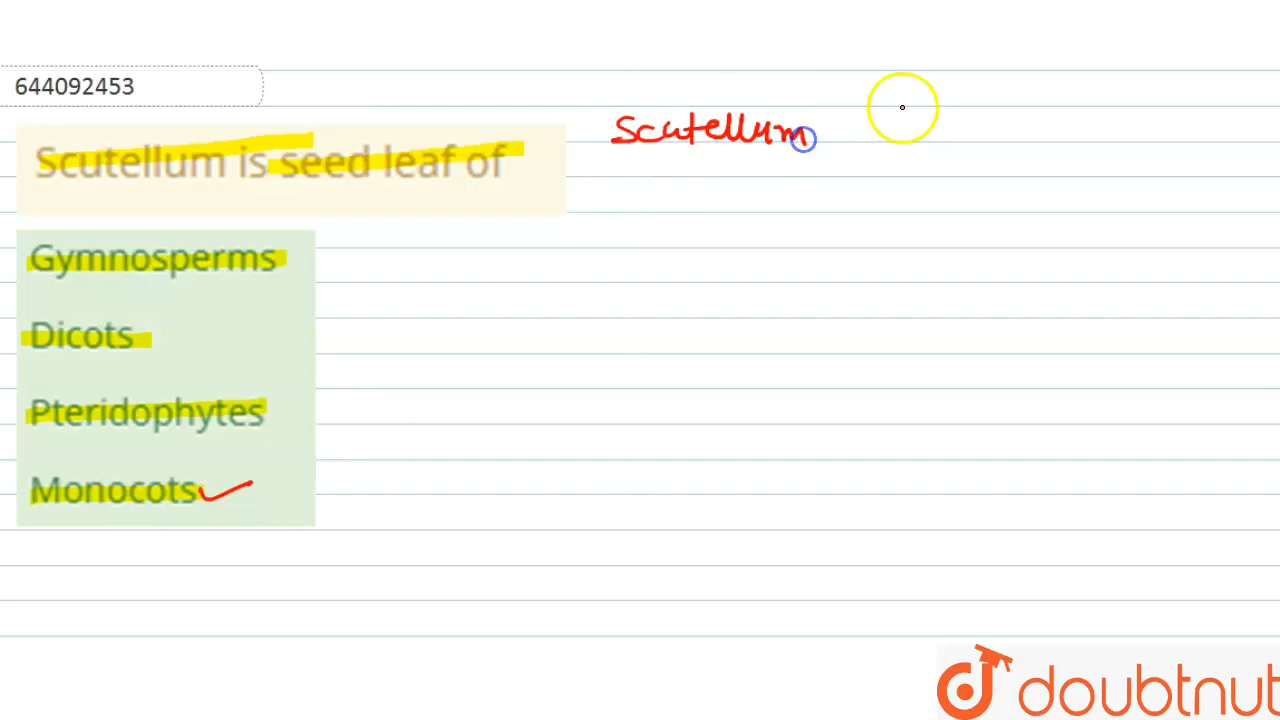 644092453
Scutellum is seed leaf of
Scutellum
Gymnosperms
Dicots
Pteridophytes
Monocots
doubtnut